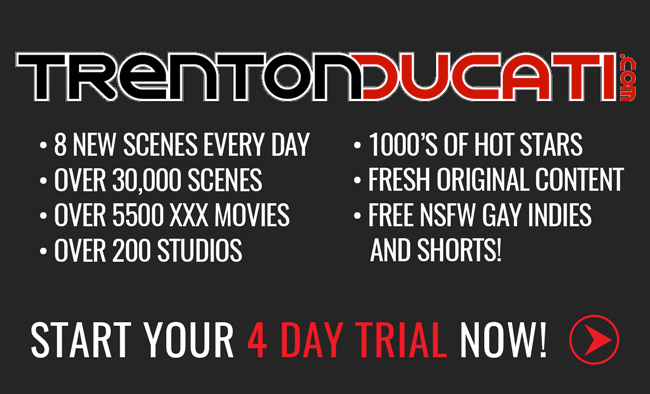 TRENTONDUCATI.COM
• 8 NEW SCENES EVERY DAY
• OVER 30,000 SCENES
• OVER 5500 XXX MOVIES
• OVER 200 STUDIOS
• 1000'S OF HOT STARS
• FRESH ORIGINAL CONTENT
• FREE NSFW GAY INDIES
AND SHORTS!
START YOUR 4 DAY TRIAL NOW!